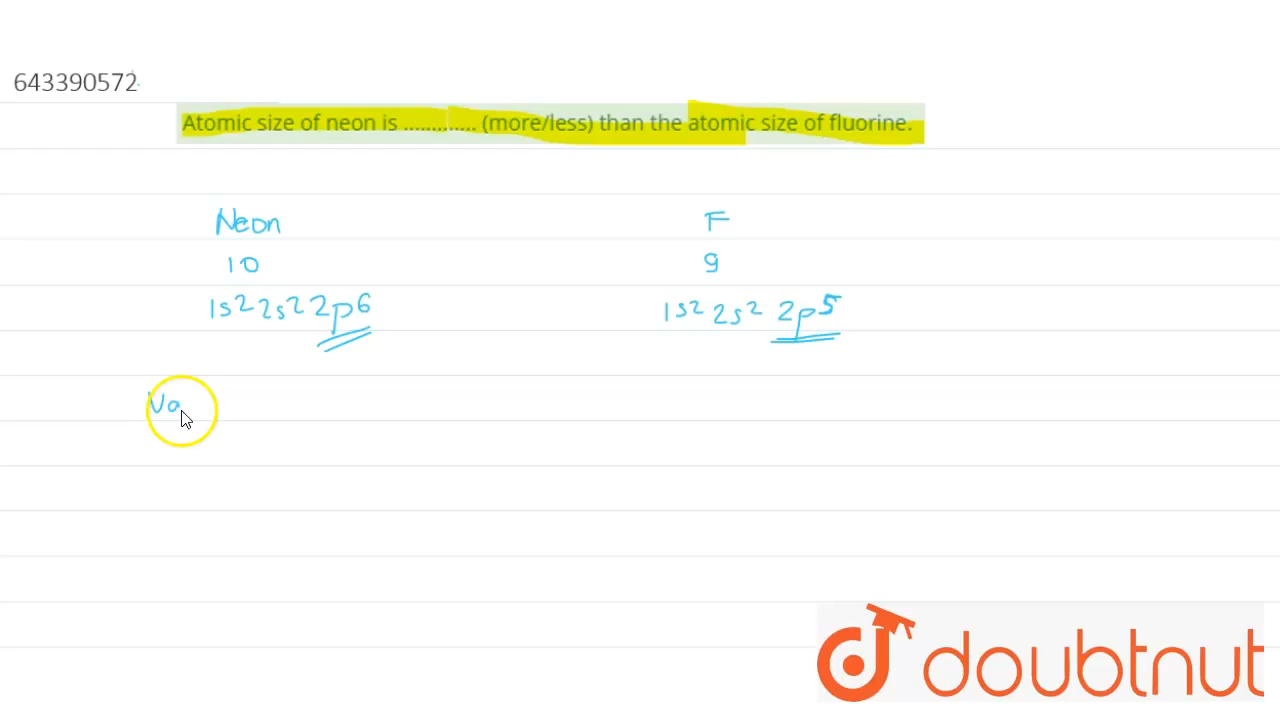 643390572
Atomic size of neon is .............. (more/less) than the atomic size of fluorine.
Neon F
10 9
1s2 2s2 2p6 1s2 2s2 2p5
Va
doubtnut